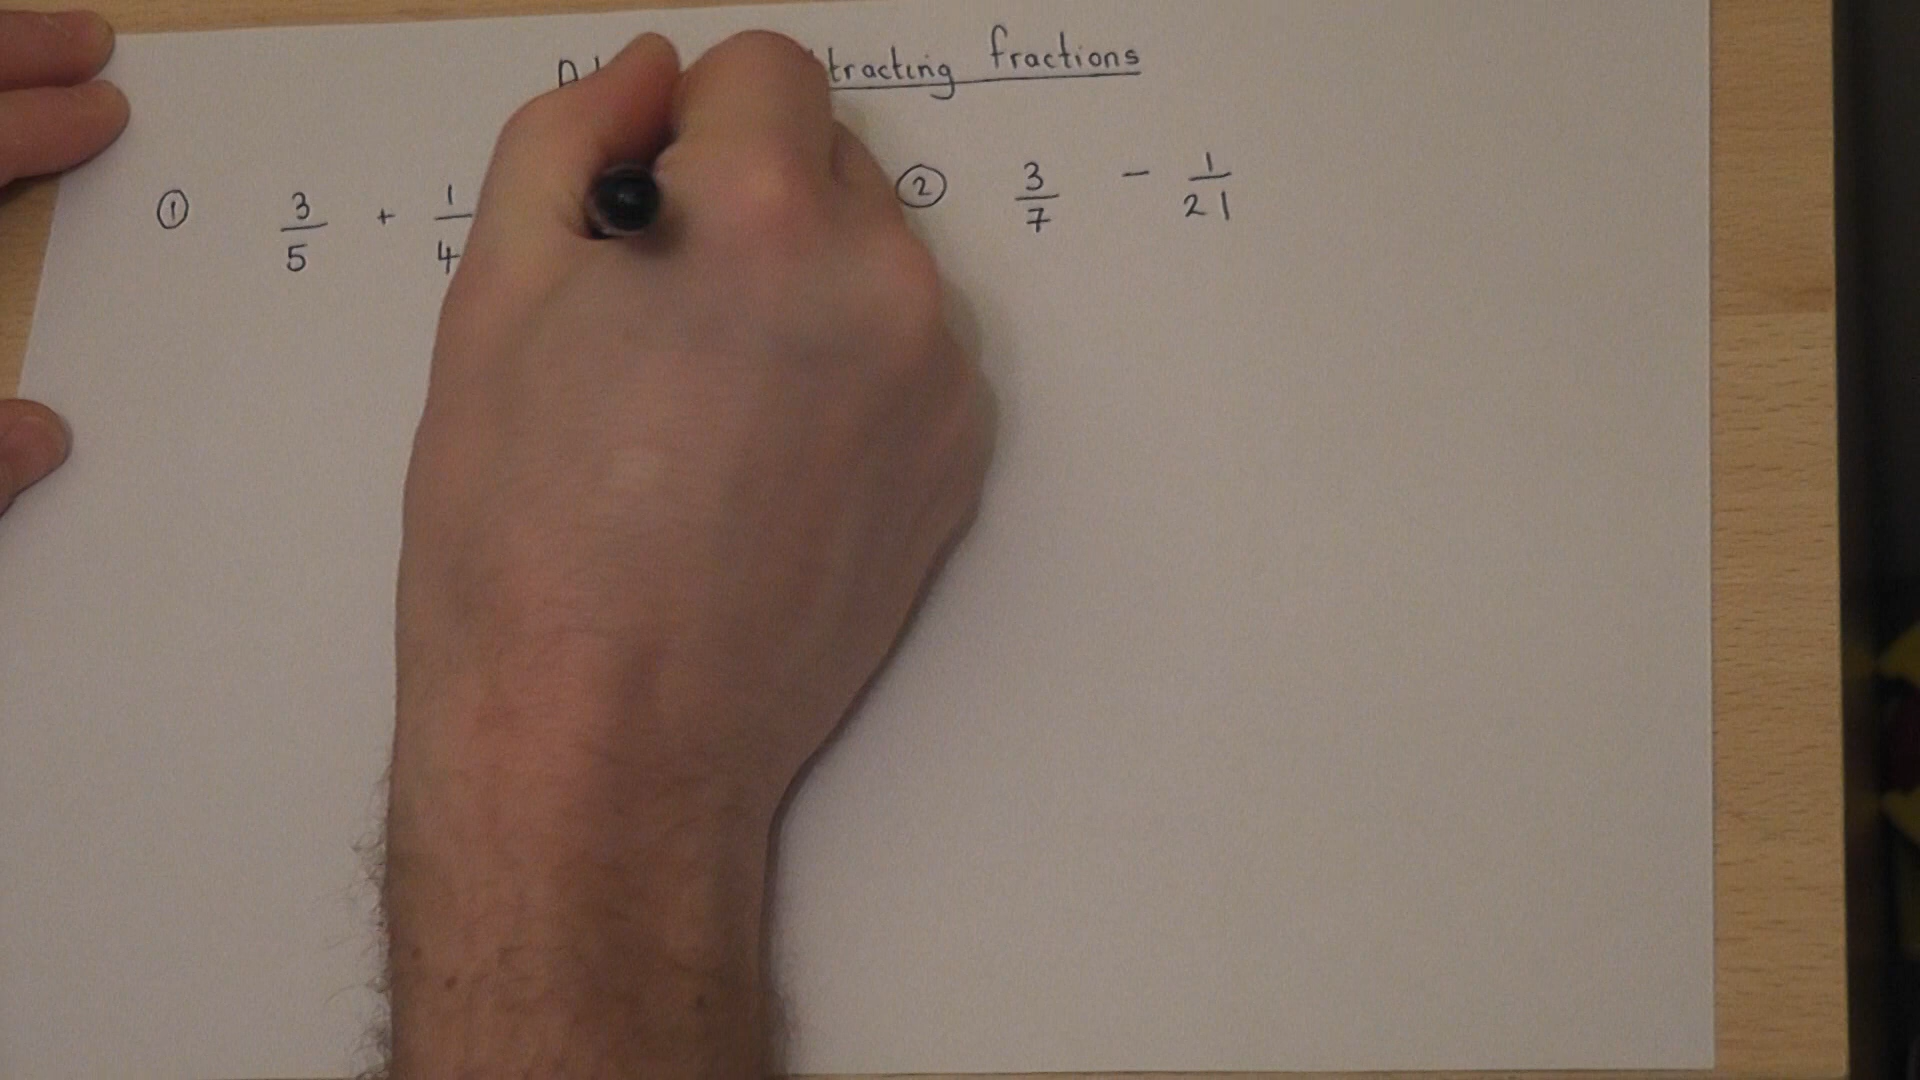 tracting fractions
① 3/5 + 1/4
② 3/7 - 1/21